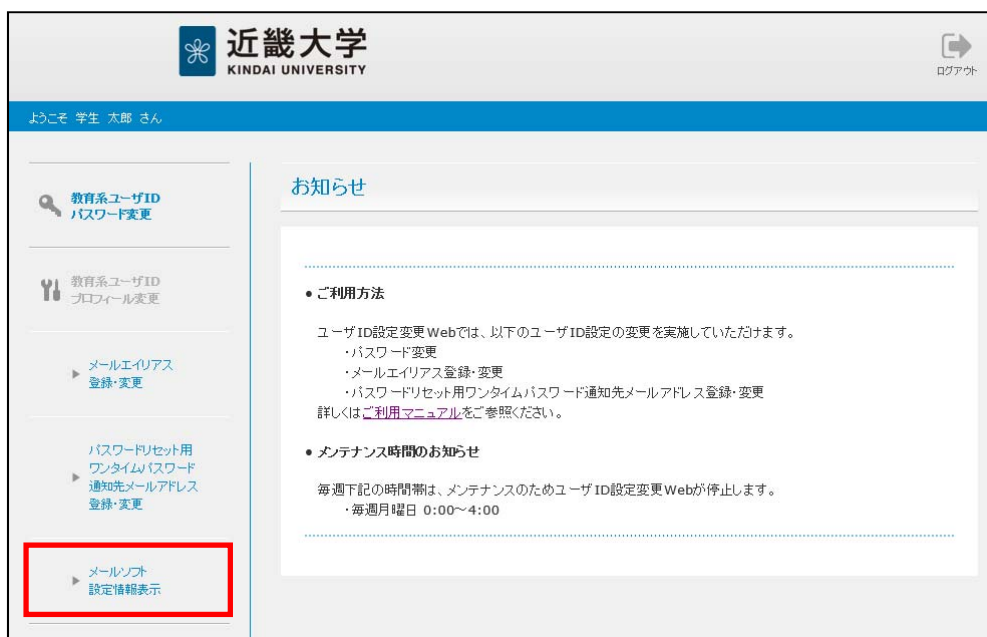 近畿大学
KINDAI UNIVERSITY
ログアウト
ようこそ 学生 太郎 さん
教育系ユーザID
パスワード変更
教育系ユーザID
プロフィール変更
メールエイリアス
登録・変更
パスワードリセット用
ワンタイムパスワード
通知先メールアドレス
登録・変更
メールソフト
設定情報表示
お知らせ
● ご利用方法
ユーザID設定変更Webでは、以下のユーザID設定の変更を実施していただけます。
・パスワード変更
・メールエイリアス登録・変更
・パスワードリセット用ワンタイムパスワード通知先メールアドレス登録・変更
詳しくはご利用マニュアルをご参照ください。
● メンテナンス時間のお知らせ
毎週下記の時間帯は、メンテナンスのためユーザID設定変更Webが停止します。
・毎週月曜日 0:00～4:00